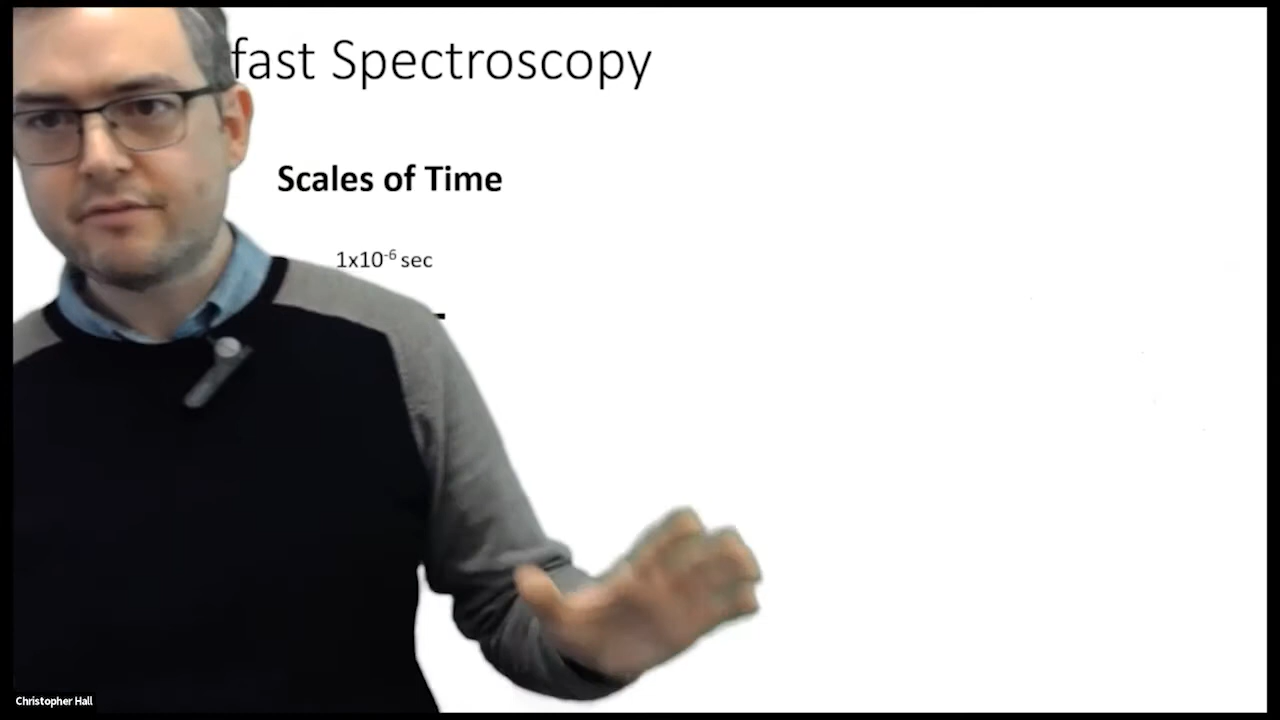 fast Spectroscopy
Scales of Time
1x10⁻⁶ sec
Christopher Hall